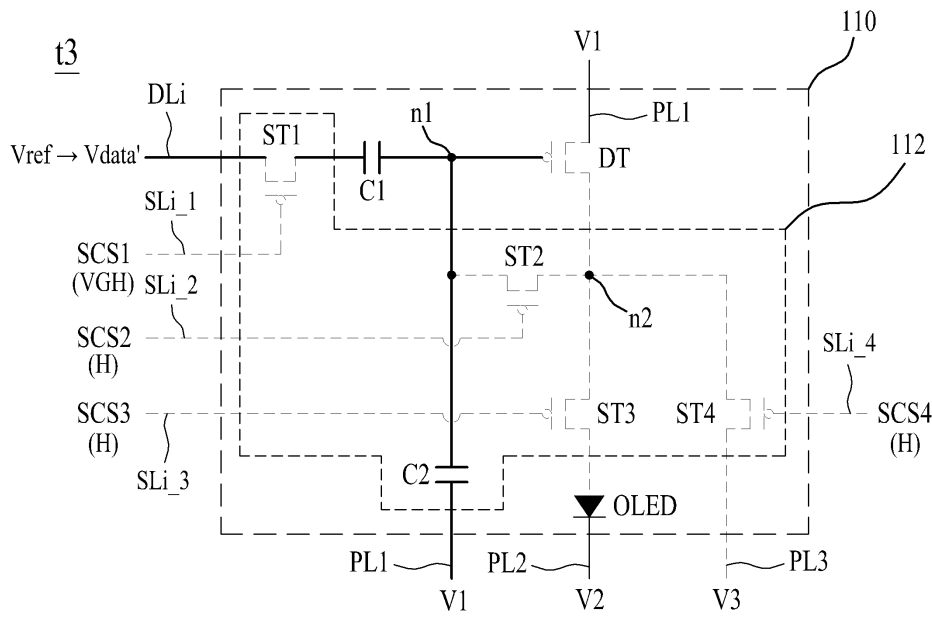 t3
110
V1
DLi
n1
PL1
ST1
DT
112
Vref → Vdata'
C1
SLi_1
SCS1
(VGH)
ST2
SLi_2
n2
SCS2
(H)
SLi_4
SCS3
(H)
ST3
ST4
SCS4
(H)
SLi_3
C2
OLED
PL1
PL2
PL3
V1
V2
V3